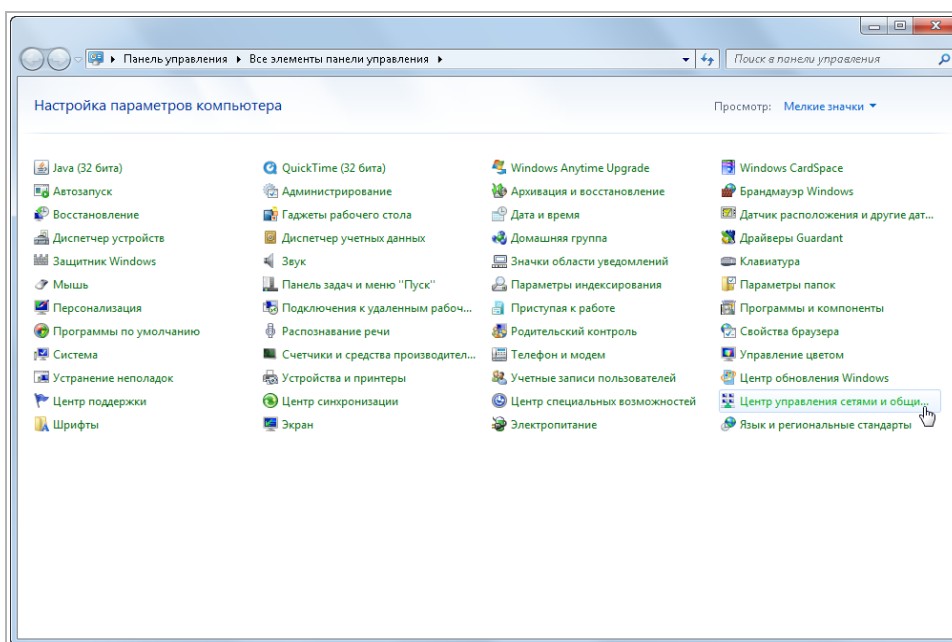 Панель управления ▸ Все элементы панели управления ▸
Поиск в панели управления
Настройка параметров компьютера
Просмотр: Мелкие значки
Java (32 бита) QuickTime (32 бита) Windows Anytime Upgrade Windows CardSpace
Автозапуск Администрирование Архивация и восстановление Брандмауэр Windows
Восстановление Гаджеты рабочего стола Дата и время Датчик расположения и другие дат...
Диспетчер устройств Диспетчер учетных данных Домашняя группа Драйверы Guardant
Защитник Windows Звук Значки области уведомлений Клавиатура
Мышь Панель задач и меню "Пуск" Параметры индексирования Параметры папок
Персонализация Подключения к удаленным рабоч... Приступая к работе Программы и компоненты
Программы по умолчанию Распознавание речи Родительский контроль Свойства браузера
Система Счетчики и средства производител... Телефон и модем Управление цветом
Устранение неполадок Устройства и принтеры Учетные записи пользователей Центр обновления Windows
Центр поддержки Центр синхронизации Центр специальных возможностей Центр управления сетями и общи...
Шрифты Экран Электропитание Язык и региональные стандарты